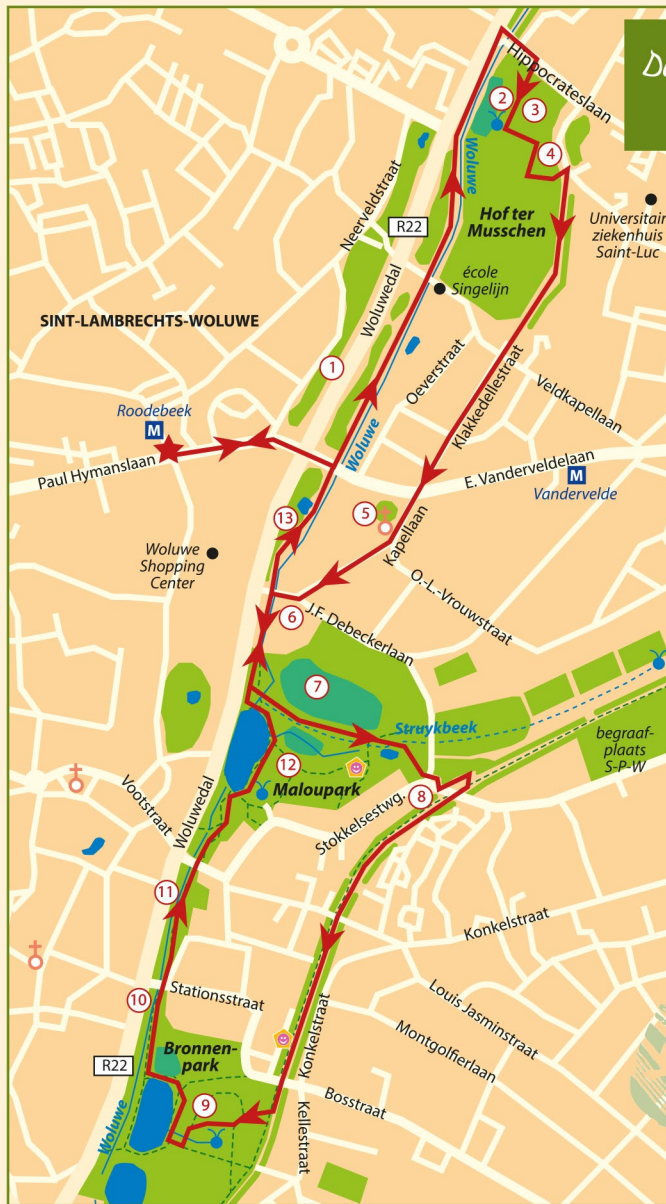 Hippocrateslaan
2
3
4
Woluwe
Neerveldstraat
R22
Hof ter
Musschen
Universitair
ziekenhuis
Saint-Luc
école
Singelijn
Woluwedal
SINT-LAMBRECHTS-WOLUWE
1
Oeverstraat
Klakkedellestraat
Veldkapellaan
Roodebeek
M
Woluwe
Paul Hymanslaan
E. Vanderveldelaan
M
Vandervelde
13
5
Kapellaan
Woluwe
Shopping
Center
O.-L.-Vrouwstraat
6
J.F. Debeckerlaan
7
Struykbeek
begraaf-
plaats
S-P-W
12
Maloupark
Vootstraat
Woluwedal
Stokkelsestwg.
8
11
Konkelstraat
10
Stationsstraat
Louis Jasminstraat
Montgolfierlaan
Konkelstraat
R22
Bronnen-
park
Bosstraat
9
Kellestraat
Woluwe